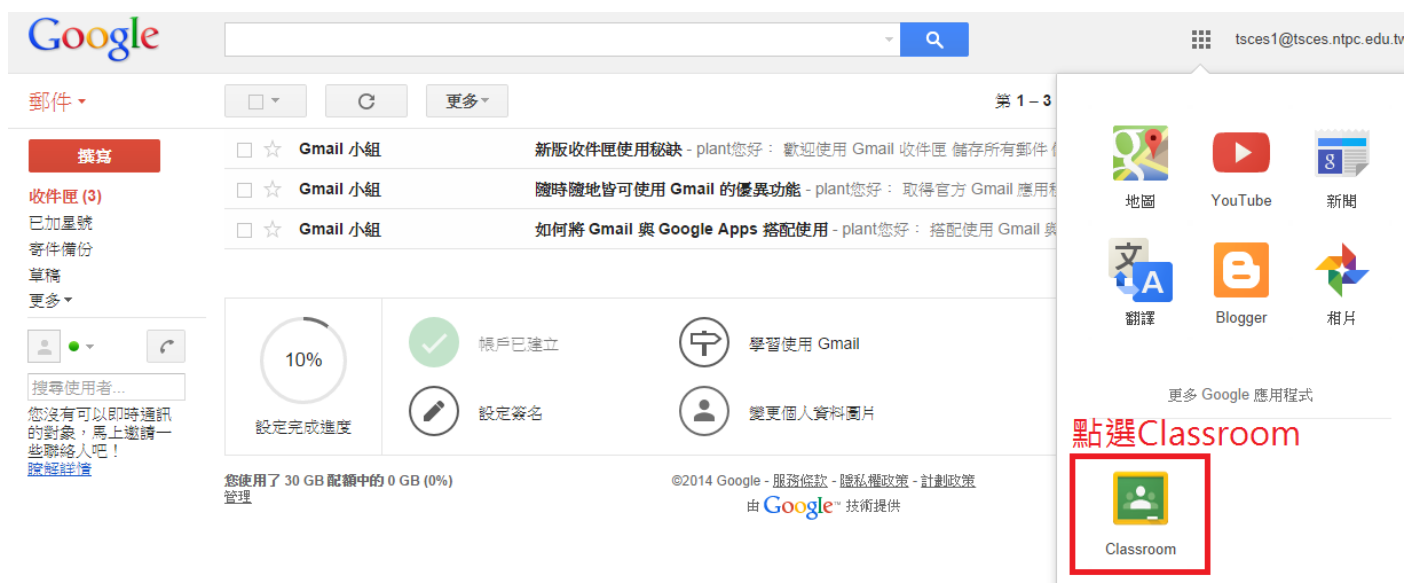 Google
tsces1@tsces.ntpc.edu.tw
郵件
更多
第 1 – 3
撰寫
收件匣 (3)
已加星號
寄件備份
草稿
更多
搜尋使用者...
您沒有可以即時通訊
的對象，馬上邀請一
些聯絡人吧！
瞭解詳情
Gmail 小組 新版收件匣使用秘訣 - plant您好： 歡迎使用 Gmail 收件匣 儲存所有郵件
Gmail 小組 隨時隨地皆可使用 Gmail 的優異功能 - plant您好： 取得官方 Gmail 應用程
Gmail 小組 如何將 Gmail 與 Google Apps 搭配使用 - plant您好： 搭配使用 Gmail 與
10%
設定完成進度
帳戶已建立
學習使用 Gmail
設定簽名
變更個人資料圖片
您使用了 30 GB 配額中的 0 GB (0%)
管理
©2014 Google - 服務條款 - 隱私權政策 - 計劃政策
由 Google™ 技術提供
8
地圖 YouTube 新聞
文
A
翻譯 Blogger 相片
更多 Google 應用程式
點選Classroom
Classroom